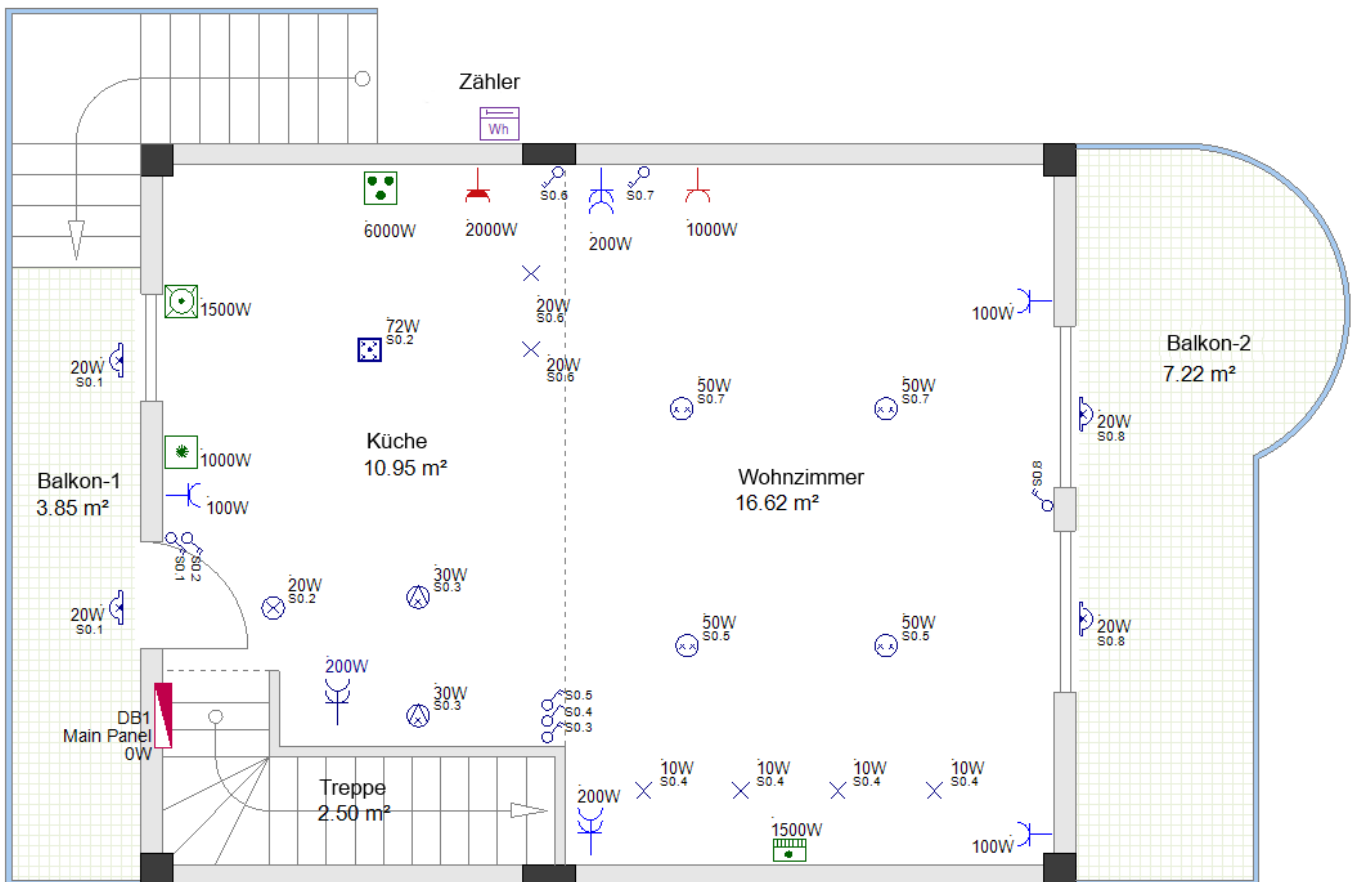 Zähler
Wh
S0.6
S0.7
6000W
2000W
200W
1000W
1500W
20W
S0.6
100W
72W
S0.2
20W
S0.1
20W
S0.6
Balkon-2
7.22 m²
50W
S0.7
50W
S0.7
20W
S0.8
Küche
10.95 m²
1000W
Wohnzimmer
16.62 m²
S0.8
Balkon-1
3.85 m²
100W
S0.1
S0.2
20W
S0.2
30W
S0.3
20W
S0.1
50W
S0.5
50W
S0.5
20W
S0.8
200W
30W
S0.3
S0.5
S0.4
S0.3
DB1
Main Panel
0W
Treppe
2.50 m²
200W
10W
S0.4
10W
S0.4
10W
S0.4
10W
S0.4
1500W
100W